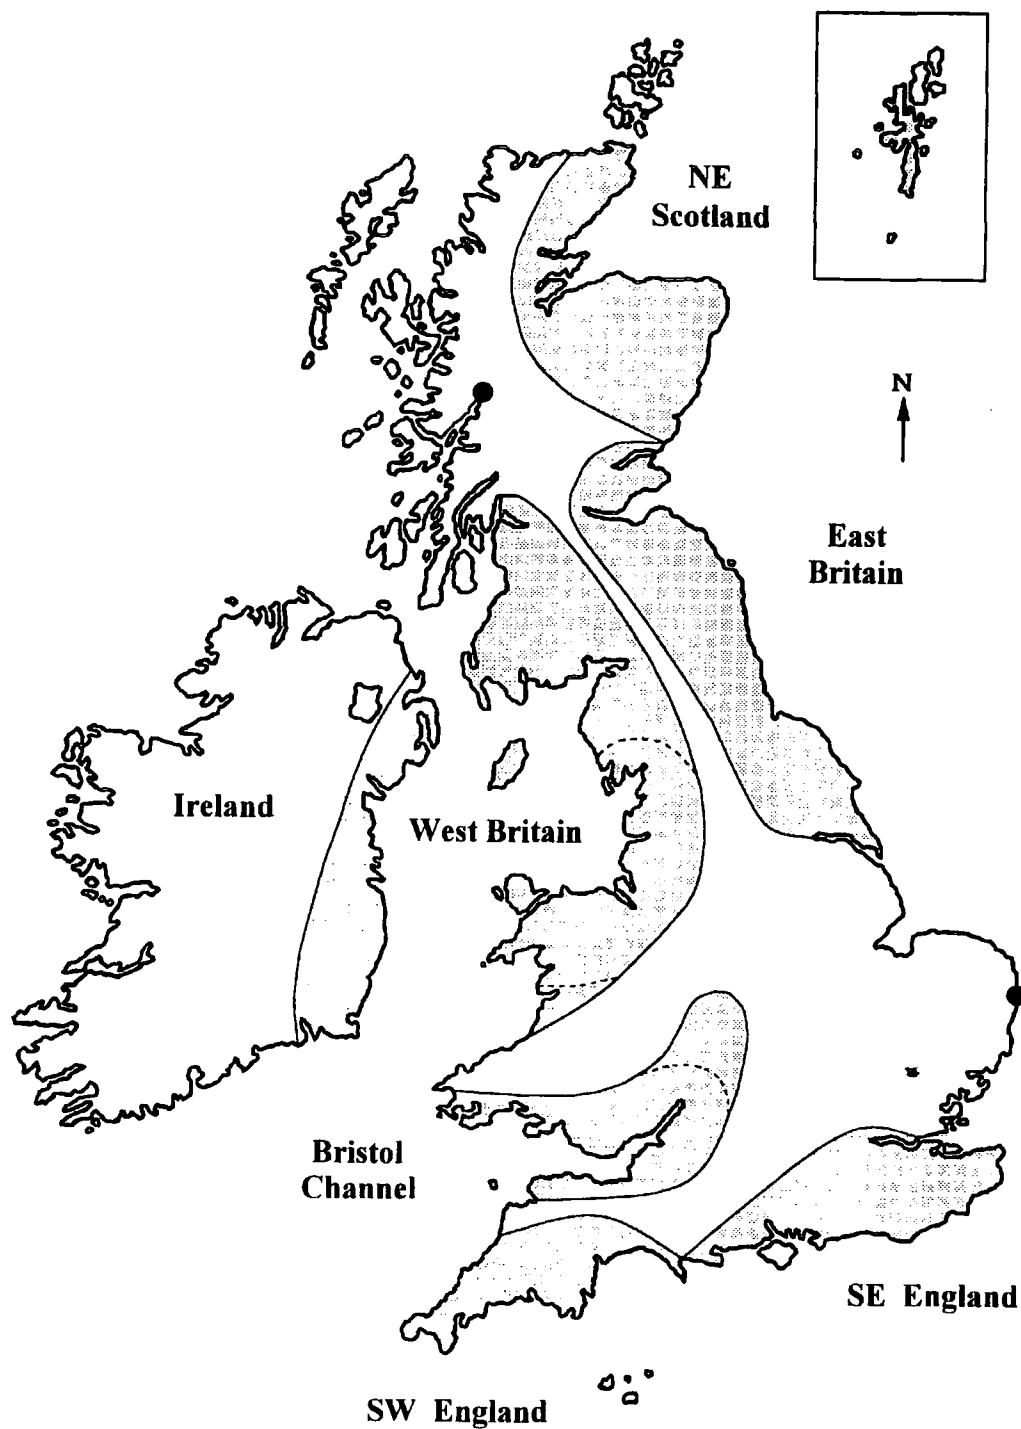 NE
Scotland
N
East
Britain
Ireland
West Britain
Bristol
Channel
SE England
SW England